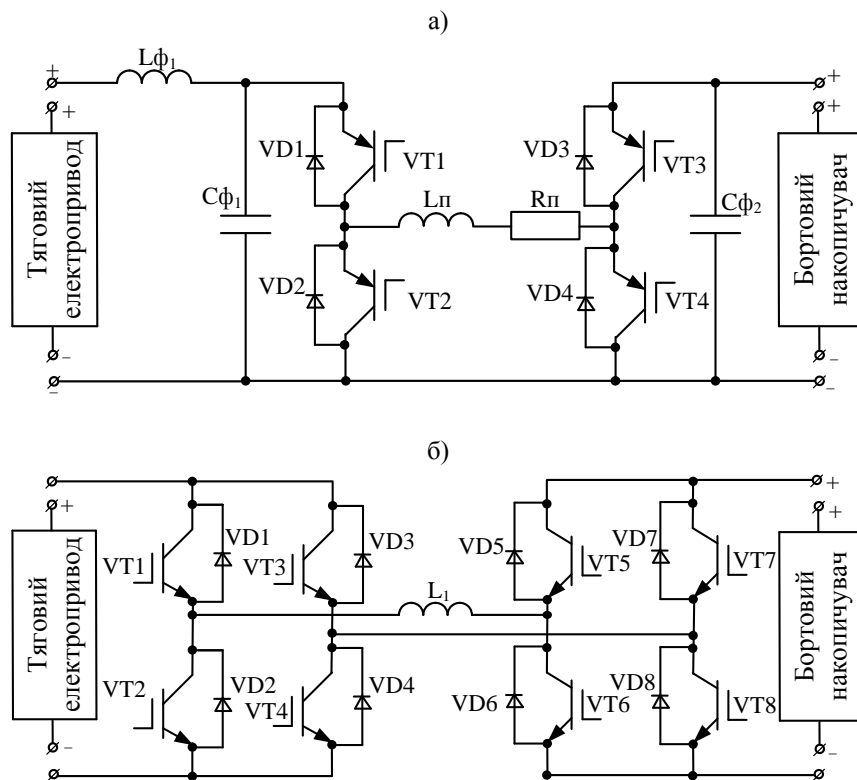 а)
Lф₁
+
+
Тяговий електропривод
Cф₁
VD1
VT1
VD2
VT2
Lп
Rп
VD3
VT3
VD4
VT4
Cф₂
+
+
Бортовий накопичувач
–
–
–
–
б)
+
Тяговий електропривод
–
VT1
VD1
VT3
VD3
VT2
VD2
VT4
VD4
L₁
VD5
VT5
VD7
VT7
VD6
VT6
VD8
VT8
+
+
Бортовий накопичувач
–
–